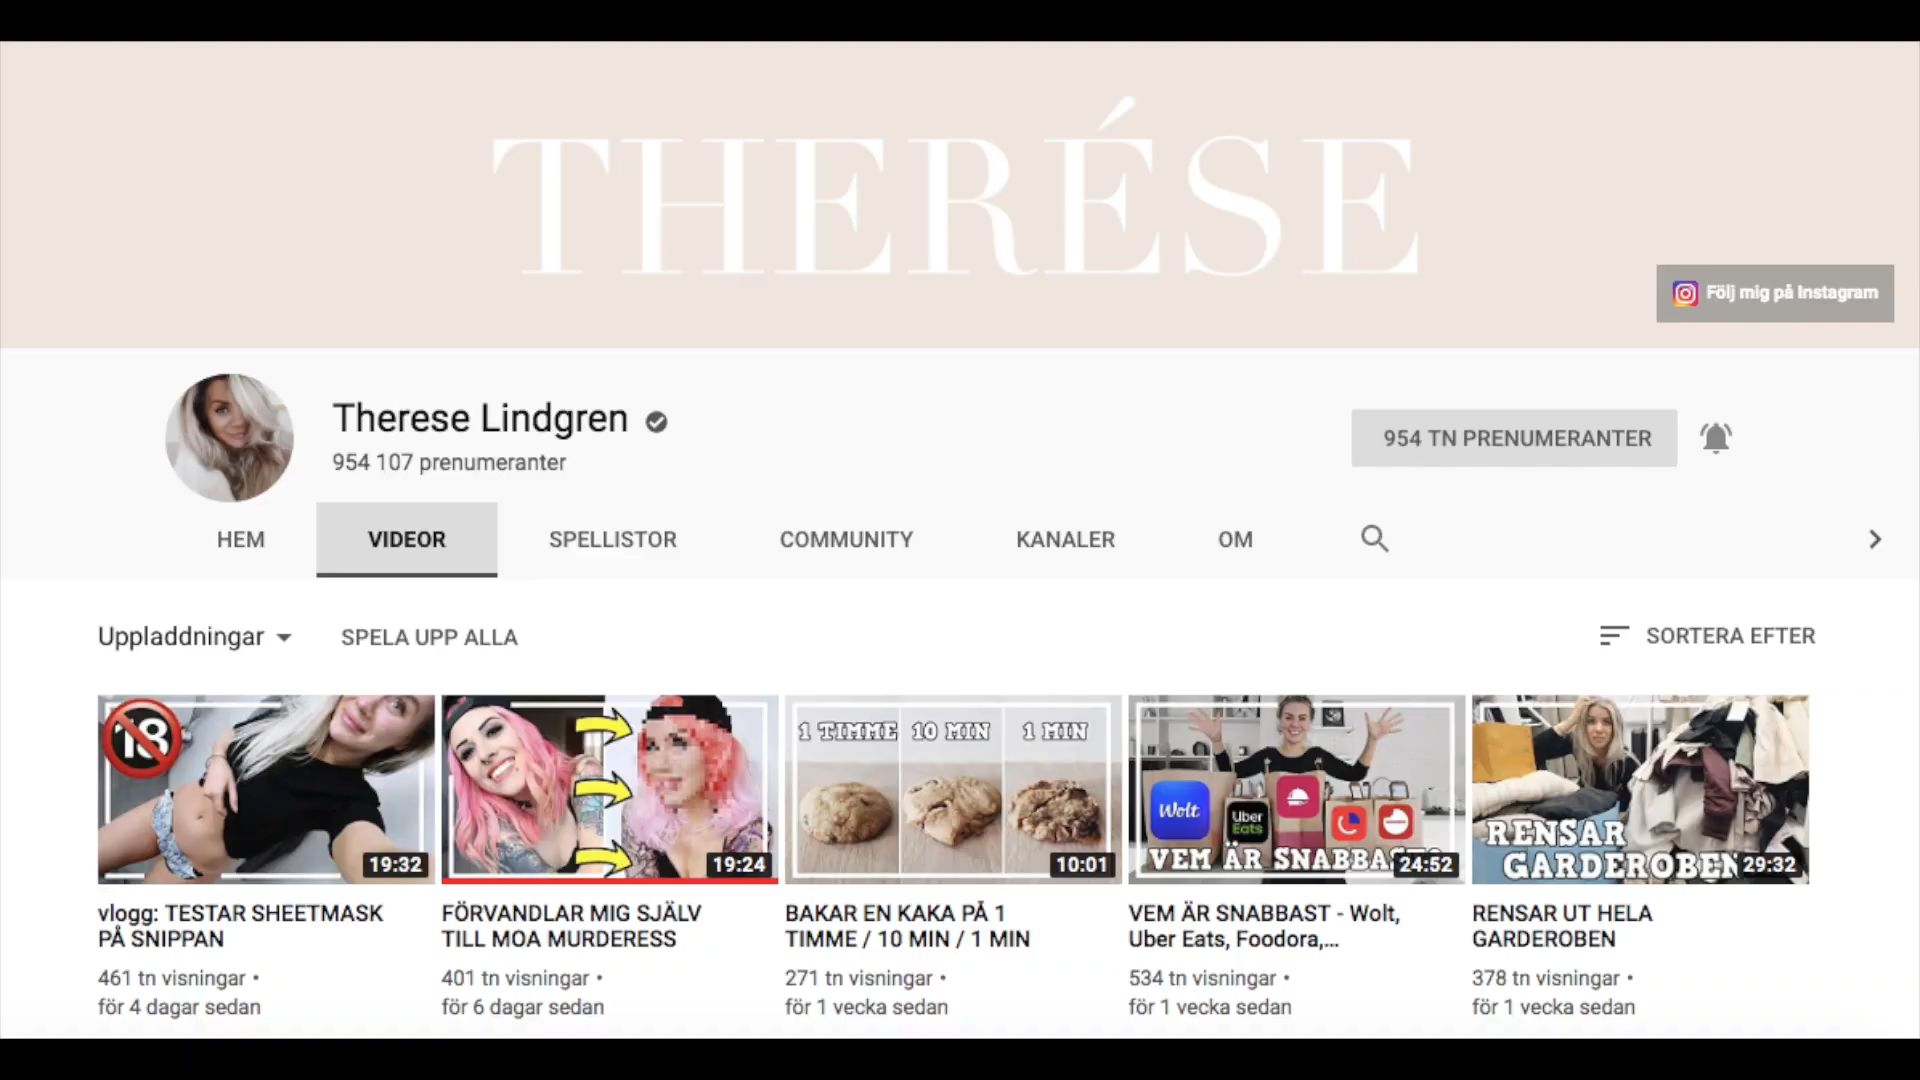 THERÉSE
Följ mig på Instagram
Therese Lindgren
954 107 prenumeranter
954 TN PRENUMERANTER
HEM
VIDEOR
SPELLISTOR
COMMUNITY
KANALER
OM
Uppladdningar
SPELA UPP ALLA
SORTERA EFTER
18
19:32
vlogg: TESTAR SHEETMASK
PÅ SNIPPAN
461 tn visningar •
för 4 dagar sedan
19:24
FÖRVANDLAR MIG SJÄLV
TILL MOA MURDERESS
401 tn visningar •
för 6 dagar sedan
1 TIMME 10 MIN 1 MIN
10:01
BAKAR EN KAKA PÅ 1
TIMME / 10 MIN / 1 MIN
271 tn visningar •
för 1 vecka sedan
Wolt
Uber
Eats
VEM ÄR SNABBAST?
24:52
VEM ÄR SNABBAST - Wolt,
Uber Eats, Foodora,...
534 tn visningar •
för 1 vecka sedan
RENSAR
GARDEROBEN
29:32
RENSAR UT HELA
GARDEROBEN
378 tn visningar •
för 1 vecka sedan